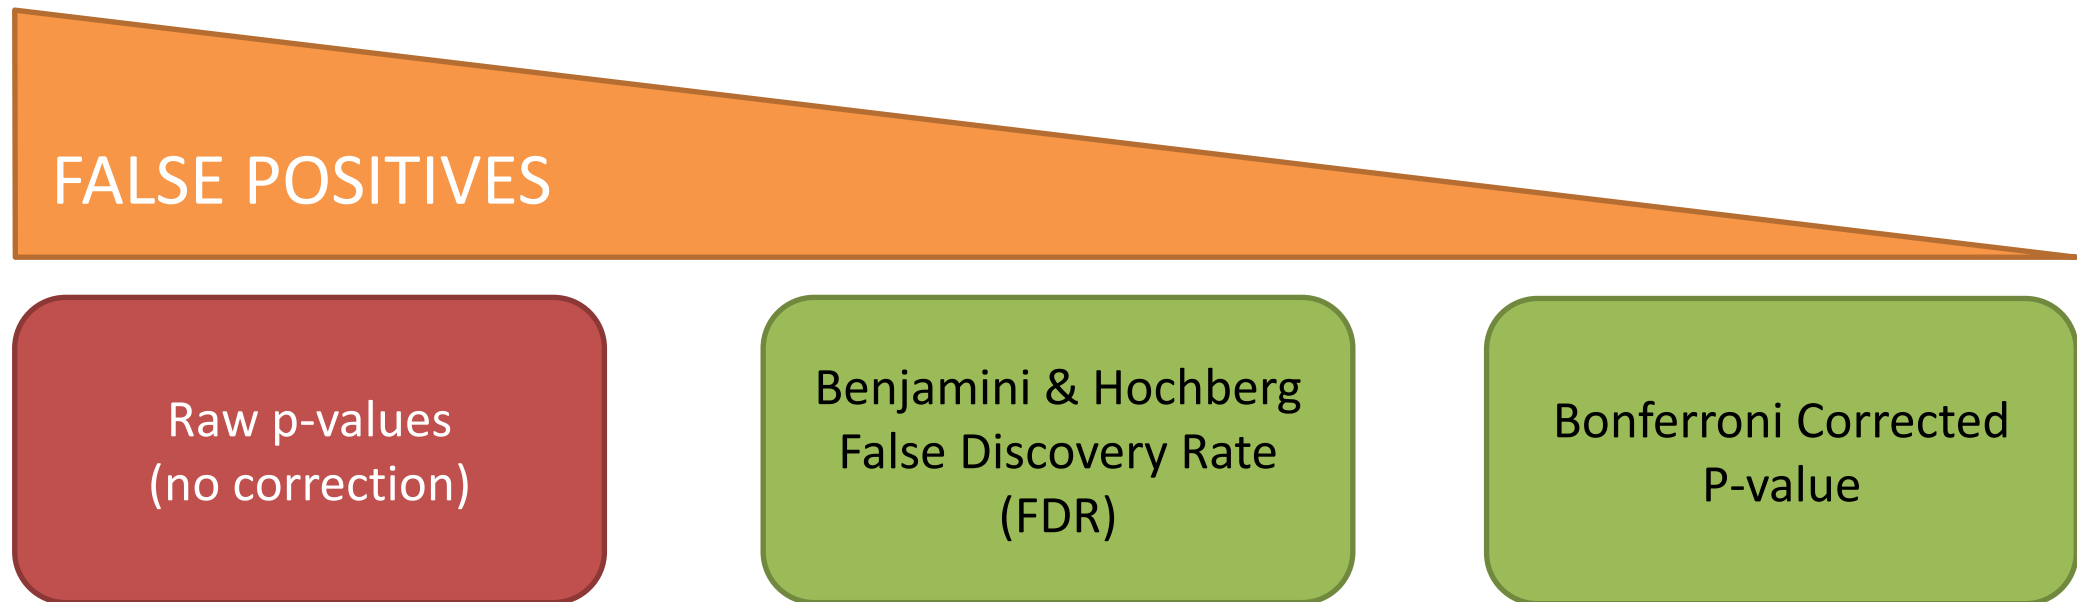 FALSE POSITIVES
Raw p-values
(no correction)
Benjamini & Hochberg
False Discovery Rate
(FDR)
Bonferroni Corrected
P-value